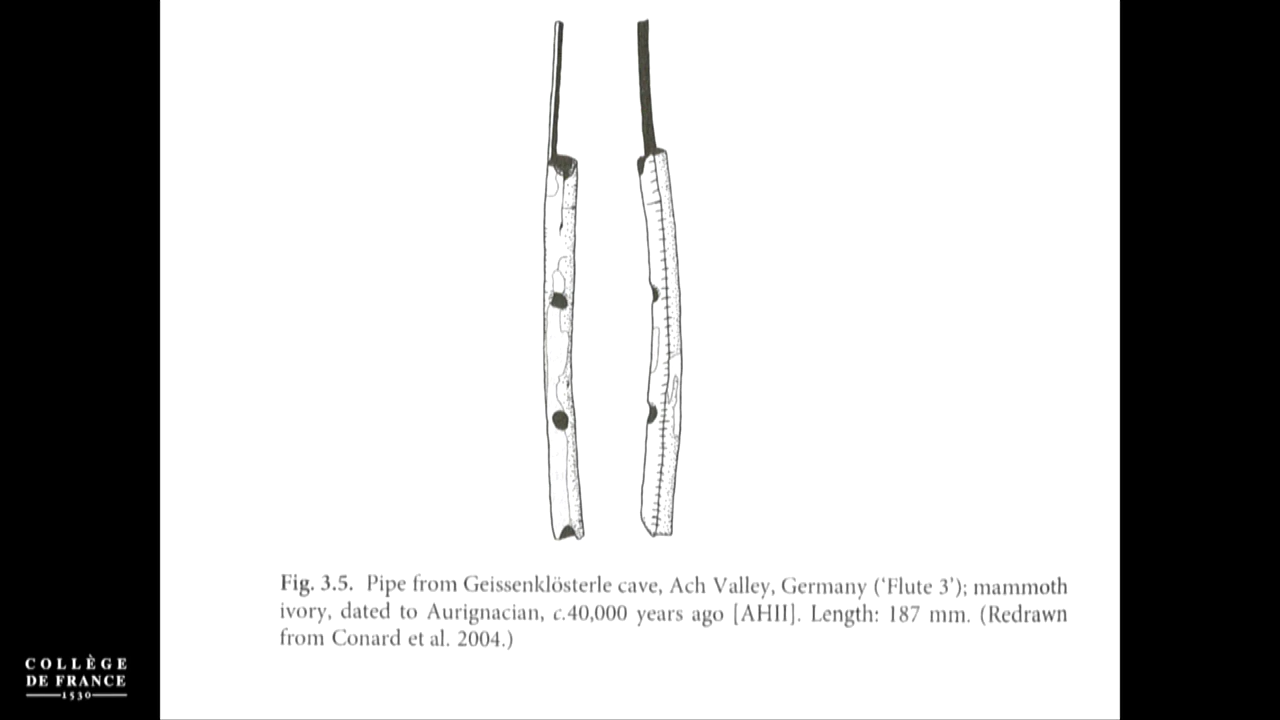 Fig. 3.5. Pipe from Geissenklösterle cave, Ach Valley, Germany (‘Flute 3’); mammoth
ivory, dated to Aurignacian, c.40,000 years ago [AHII]. Length: 187 mm. (Redrawn
from Conard et al. 2004.)
COLLÈGE
DE FRANCE
1530